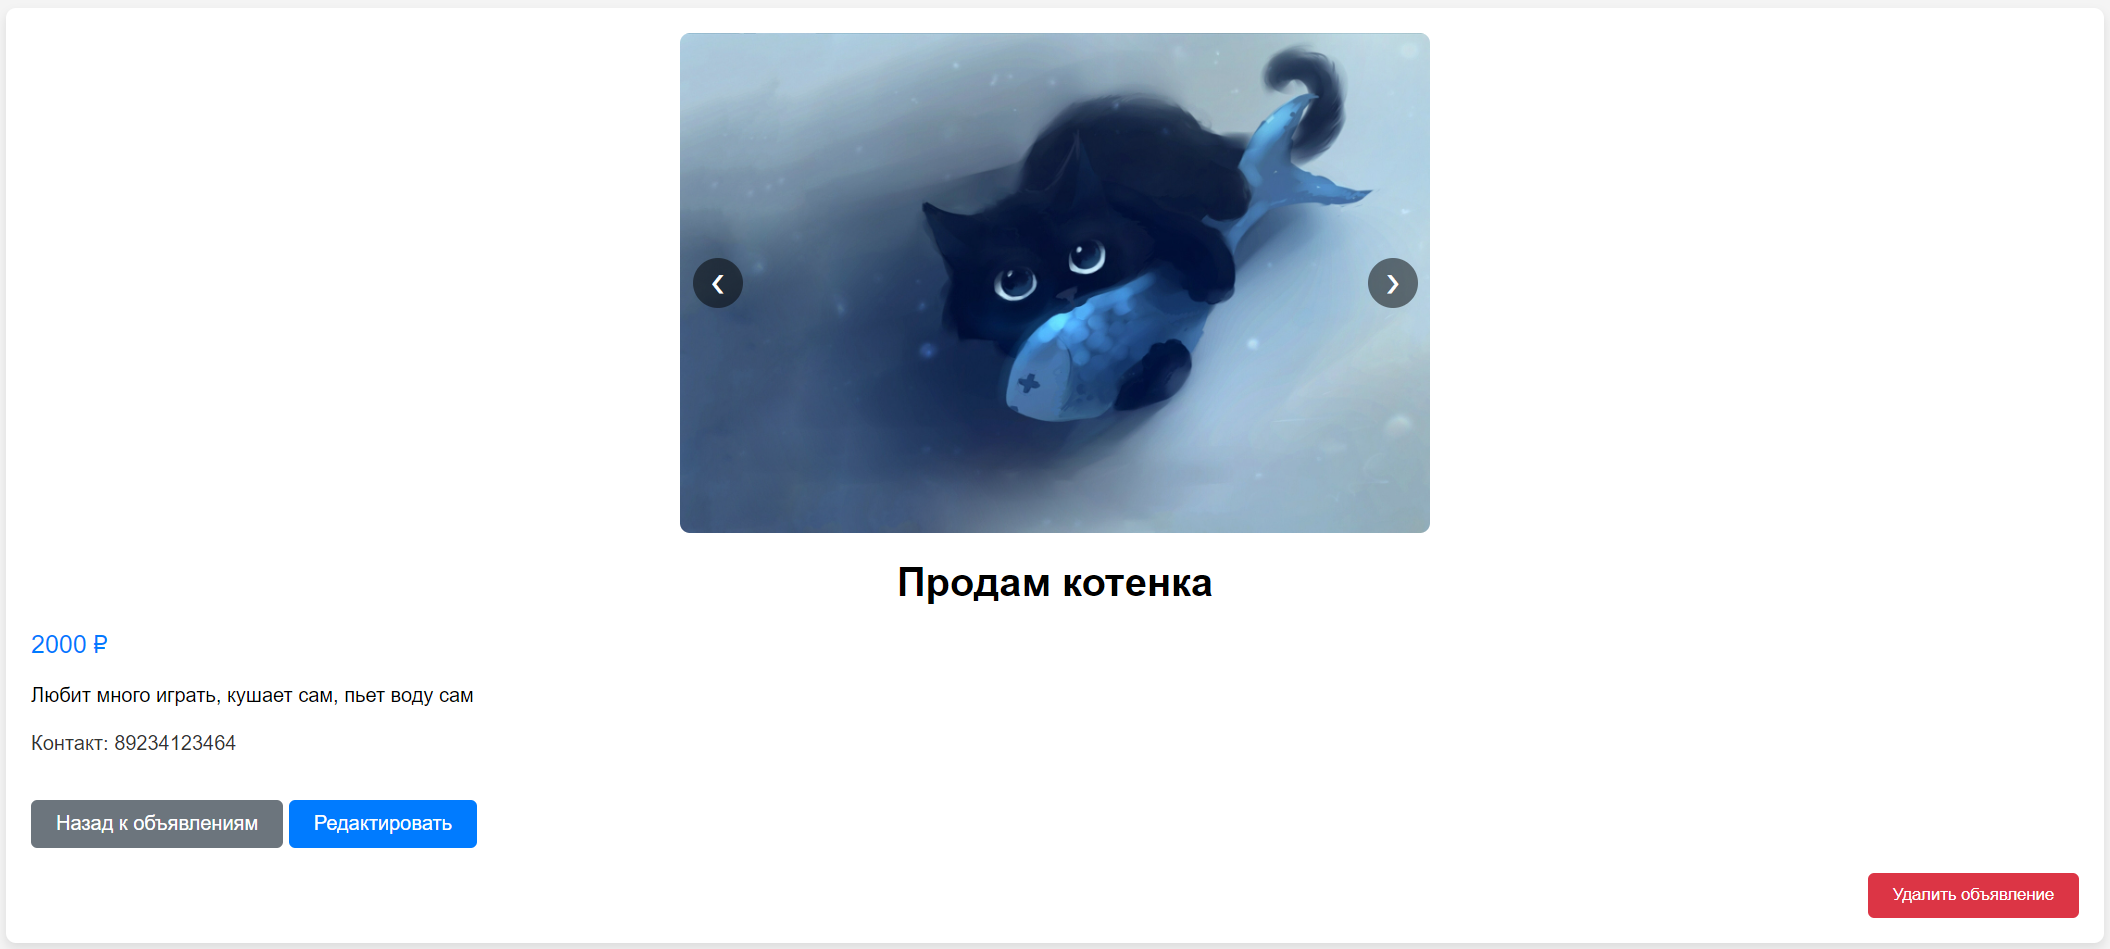 ❮
❯
Продам котенка
2000 ₽
Любит много играть, кушает сам, пьет воду сам
Контакт: 89234123464
Назад к объявлениям
Редактировать
Удалить объявление